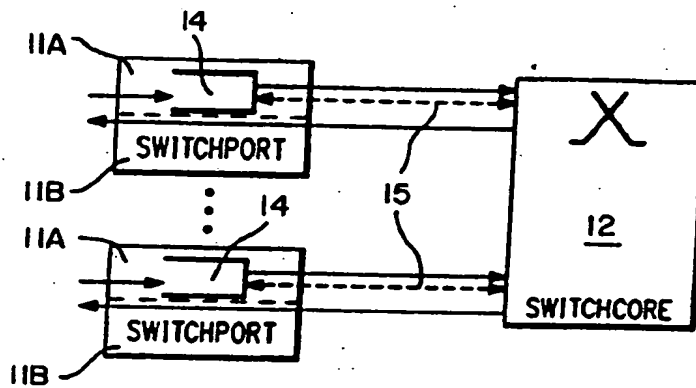 11A
14
SWITCHPORT
11B
15
11A
14
12
SWITCHCORE
SWITCHPORT
11B